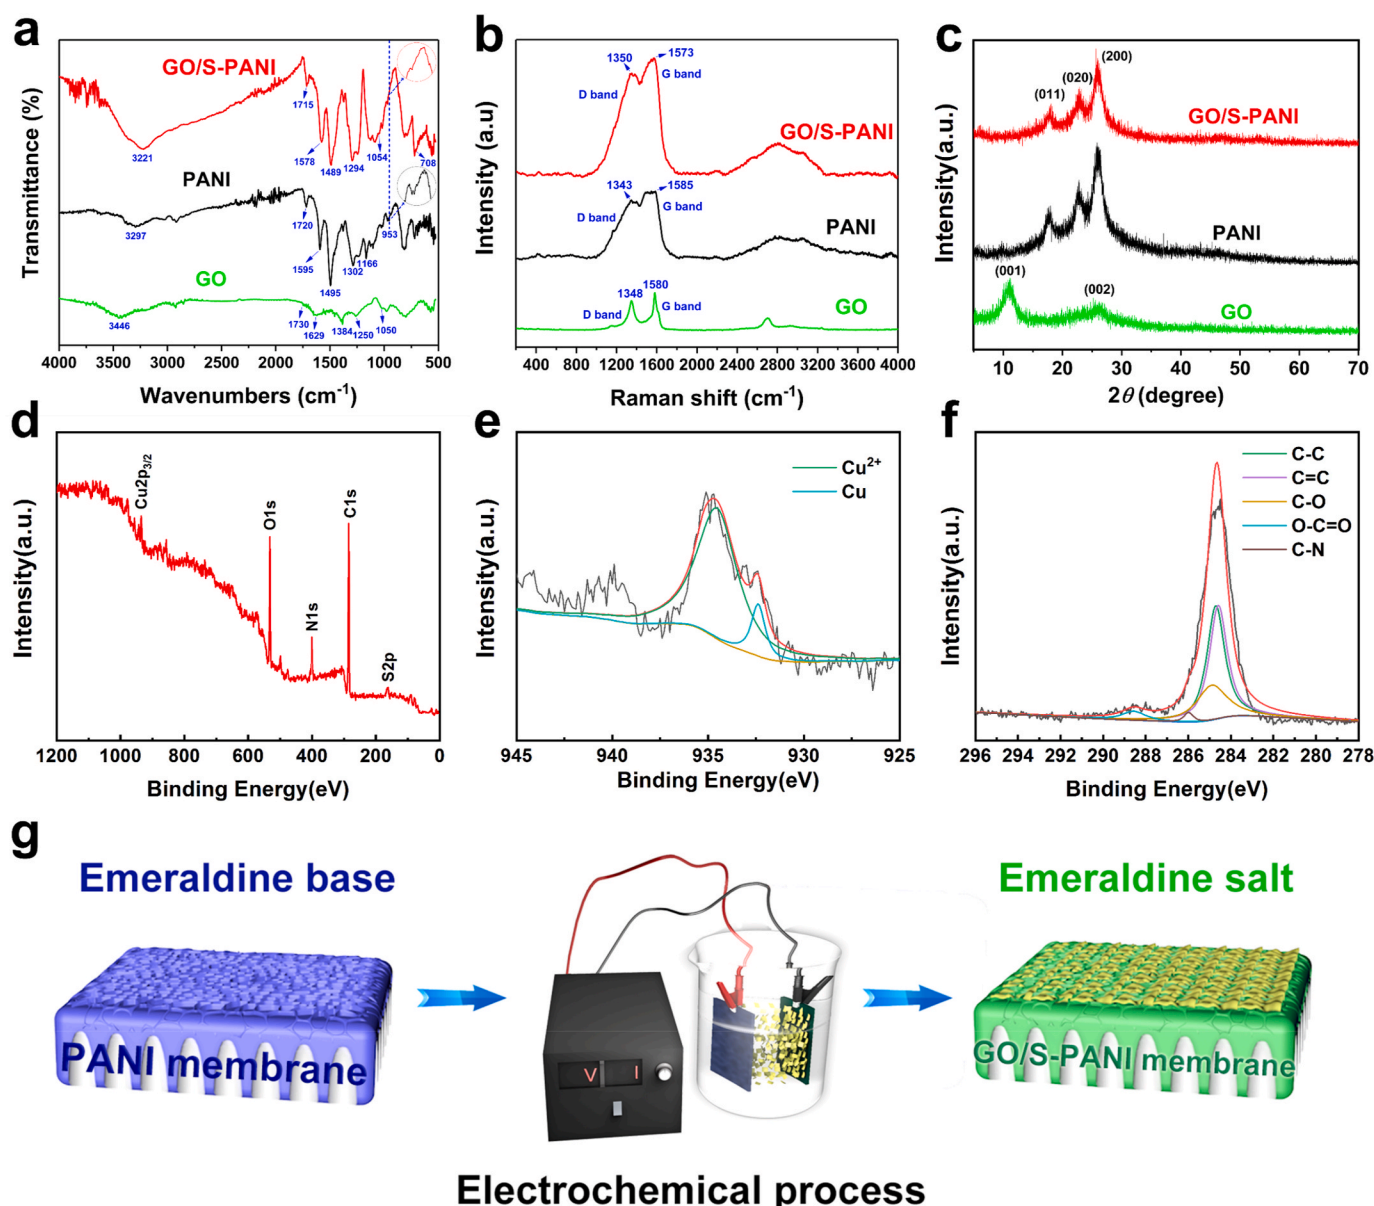 a
Transmittance (%)
GO/S-PANI
1715
3221
1578
1489
1294
1054
708
PANI
1720
3297
1595
1495
1302
1166
953
GO
3446
1730
1629
1384
1250
1050
4000 3500 3000 2500 2000 1500 1000 500
Wavenumbers (cm⁻¹)
b
Intensity (a.u)
1350
1573
D band
G band
GO/S-PANI
1343
1585
D band
G band
PANI
1348
1580
D band
G band
GO
400 800 1200 1600 2000 2400 2800 3200 3600 4000
Raman shift (cm⁻¹)
c
Intensity(a.u.)
(011)
(020)
(200)
GO/S-PANI
PANI
(001)
(002)
GO
10 20 30 40 50 60 70
2θ (degree)
d
Intensity(a.u.)
Cu2p3/2
O1s
N1s
C1s
S2p
1200 1000 800 600 400 200 0
Binding Energy(eV)
e
Intensity(a.u.)
Cu²⁺
Cu
945 940 935 930 925
Binding Energy(eV)
f
Intensity(a.u.)
C-C
C=C
C-O
O-C=O
C-N
296 294 292 290 288 286 284 282 280 278
Binding Energy(eV)
g
Emeraldine base
PANI membrane
V I
Emeraldine salt
GO/S-PANI membrane
Electrochemical process